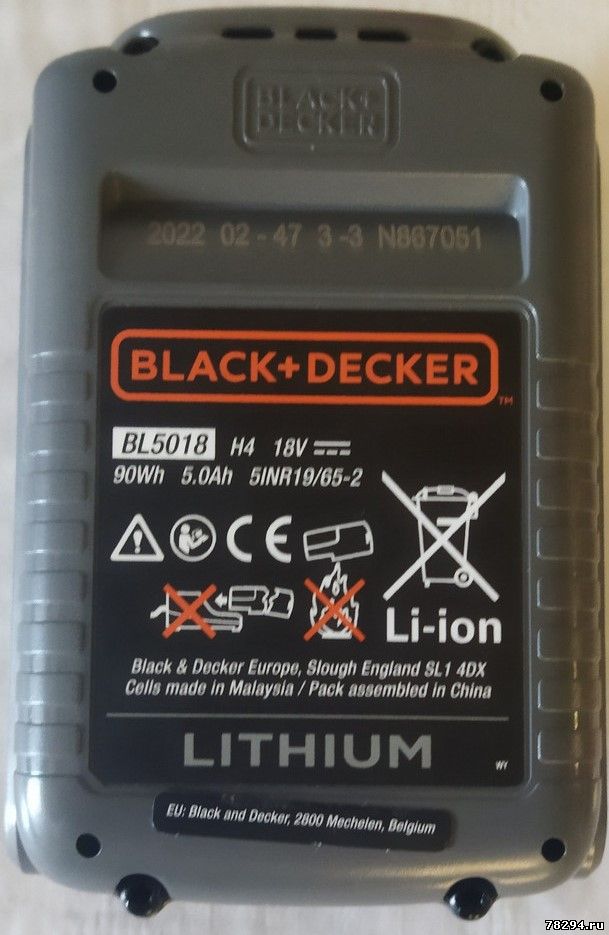 BLACK+
DECKER
2022 02-47 3-3 N867051
BLACK+DECKER™
BL5018 H4 18V
90Wh 5.0Ah 5INR19/65-2
CE
Li-ion
Black & Decker Europe, Slough England SL1 4DX
Cells made in Malaysia / Pack assembled in China
LITHIUM
WY
EU: Black and Decker, 2800 Mechelen, Belgium
78294.ru